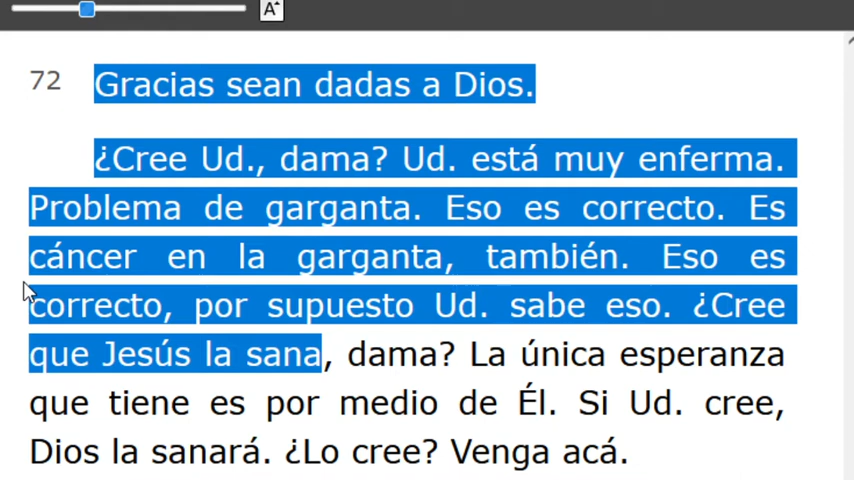 A
72 Gracias sean dadas a Dios.
¿Cree Ud., dama? Ud. está muy enferma.
Problema de garganta. Eso es correcto. Es
cáncer en la garganta, también. Eso es
correcto, por supuesto Ud. sabe eso. ¿Cree
que Jesús la sana, dama? La única esperanza
que tiene es por medio de Él. Si Ud. cree,
Dios la sanará. ¿Lo cree? Venga acá.